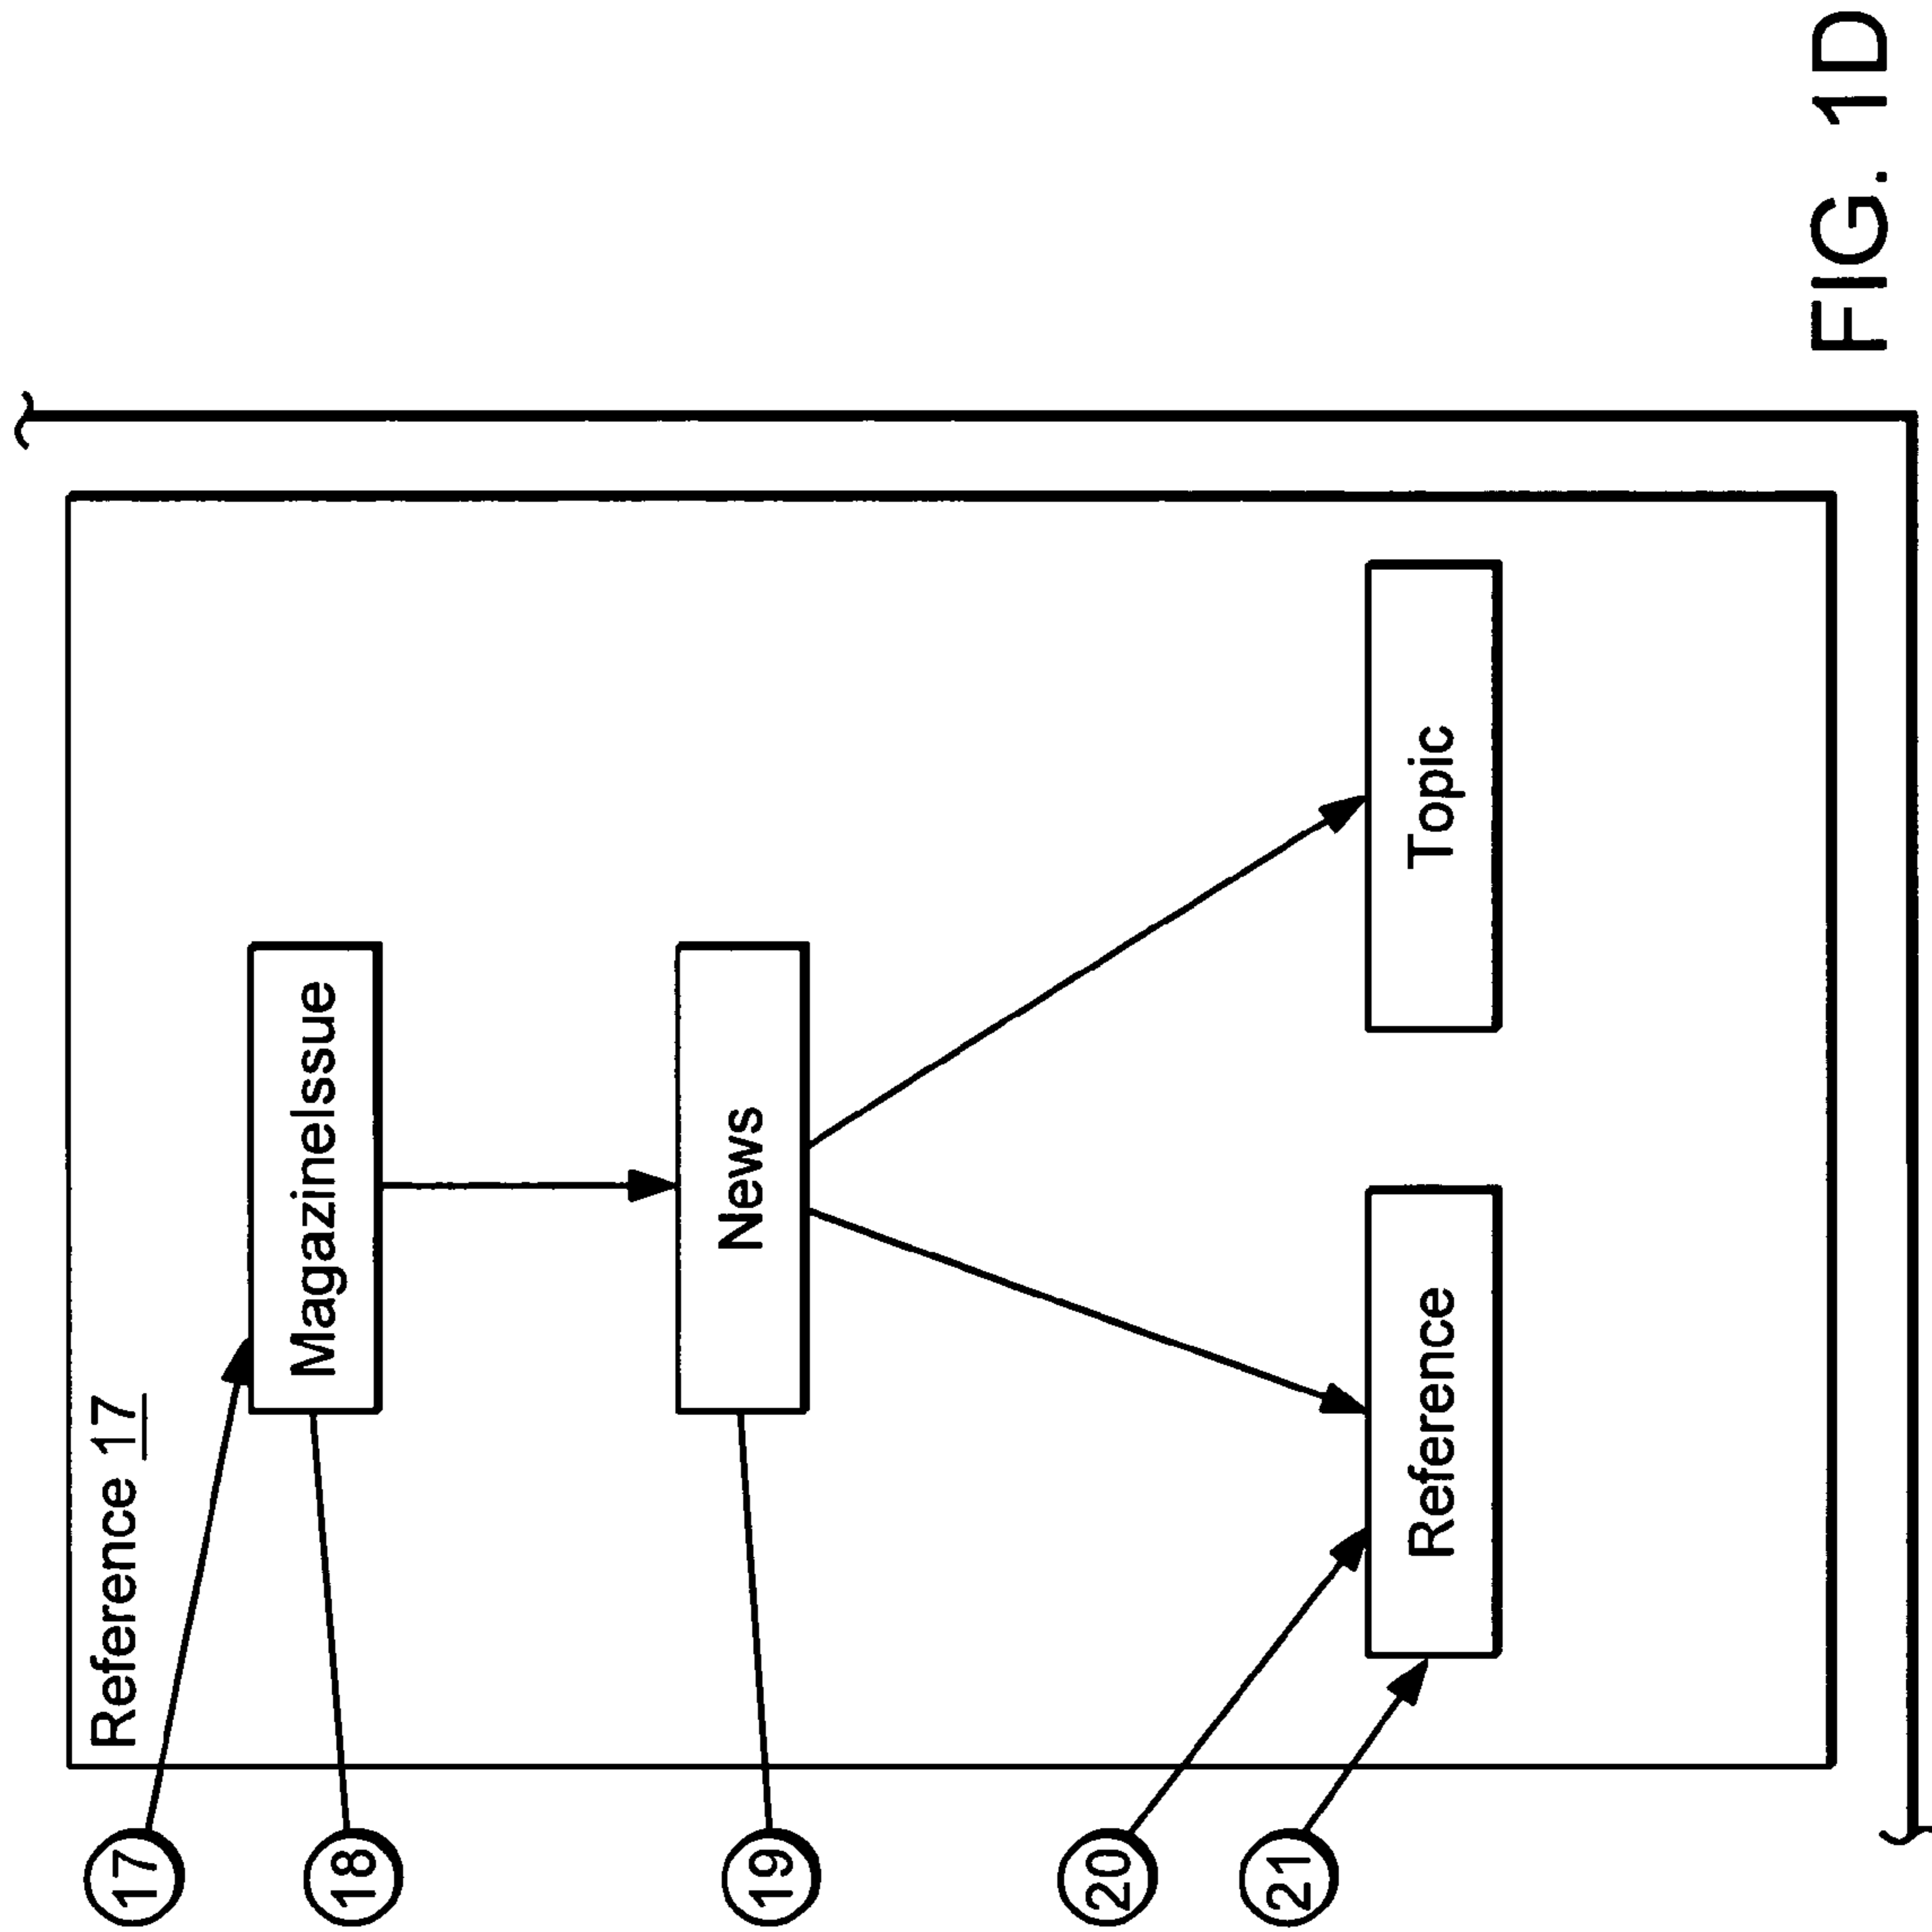 Reference 17
17
MagazineIssue
18
News
19
Reference
Topic
20
21
FIG. 1D